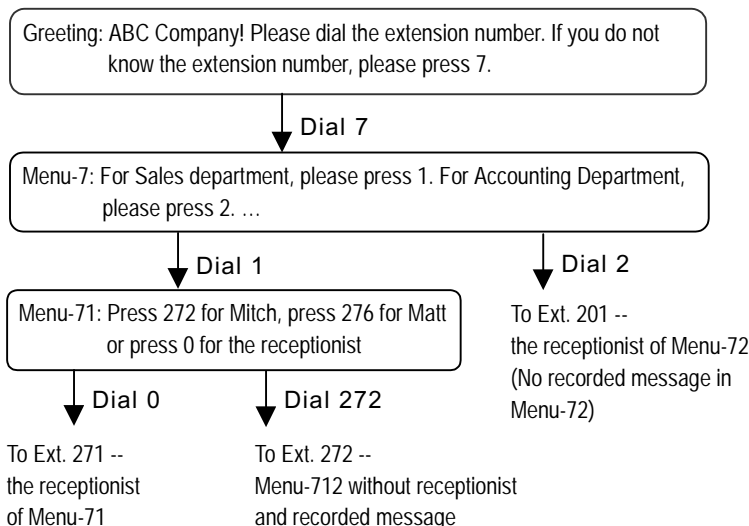 Greeting: ABC Company! Please dial the extension number. If you do not
know the extension number, please press 7.
Dial 7
Menu-7: For Sales department, please press 1. For Accounting Department,
please press 2. …
Dial 1
Dial 2
Menu-71: Press 272 for Mitch, press 276 for Matt
or press 0 for the receptionist
To Ext. 201 --
the receptionist of Menu-72
(No recorded message in
Menu-72)
Dial 0
Dial 272
To Ext. 271 --
the receptionist
of Menu-71
To Ext. 272 --
Menu-712 without receptionist
and recorded message